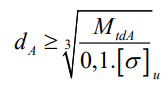 d_A ≥ ∛(M_tdA / 0,1.[σ]_u)